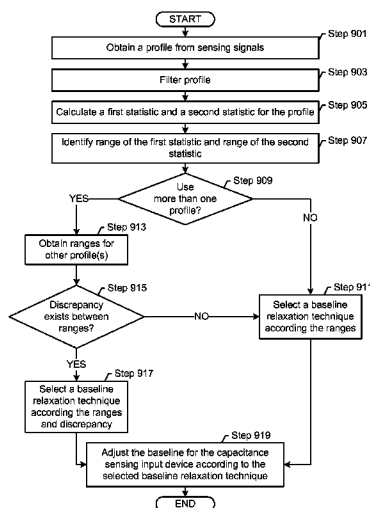 START
Step 901
Obtain a profile from sensing signals
Step 903
Filter profile
Step 905
Calculate a first statistic and a second statistic for the profile
Step 907
Identify range of the first statistic and range of the second
statistic
Step 909
Use
more than one
profile?
YES
NO
Step 913
Obtain ranges for
other profile(s)
Step 915
Discrepancy
exists between
ranges?
NO
Step 911
Select a baseline
relaxation technique
according the ranges
YES
Step 917
Select a baseline
relaxation technique
according the ranges
and discrepancy
Step 919
Adjust the baseline for the capacitance
sensing input device according to the
selected baseline relaxation technique
END